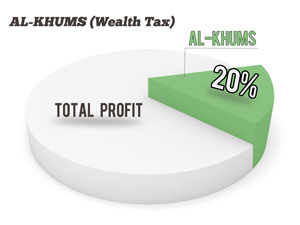 AL-KHUMS (Wealth Tax)
AL-KHUMS
20%
TOTAL PROFIT